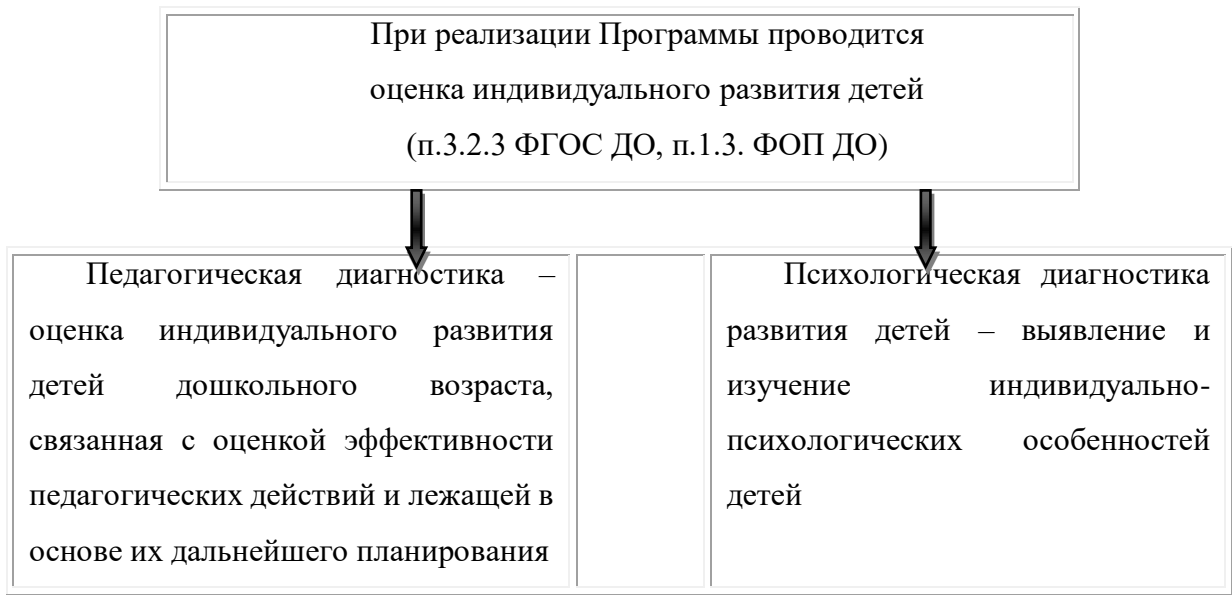 При реализации Программы проводится
оценка индивидуального развития детей
(п.3.2.3 ФГОС ДО, п.1.3. ФОП ДО)
Педагогическая диагностика –
оценка индивидуального развития
детей дошкольного возраста,
связанная с оценкой эффективности
педагогических действий и лежащей в
основе их дальнейшего планирования
Психологическая диагностика
развития детей – выявление и
изучение индивидуально-
психологических особенностей
детей